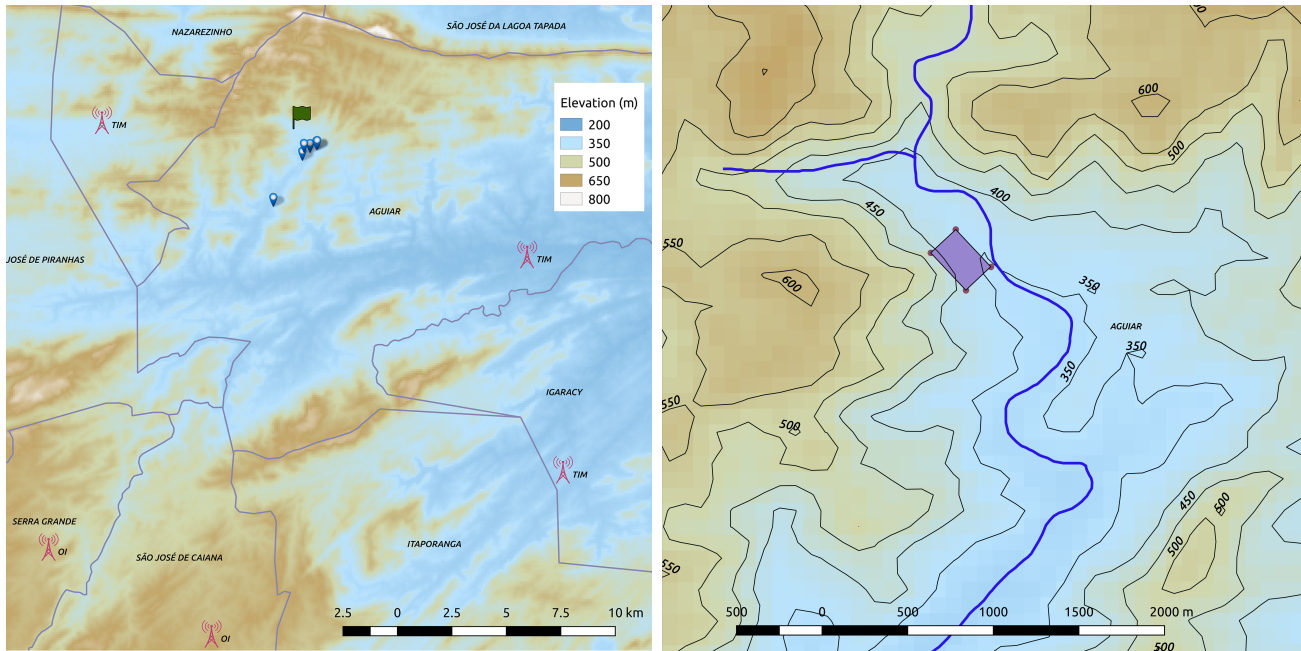 NAZAREZINHO
SÃO JOSÉ DA LAGOA TAPADA
TIM
Elevation (m)
200
350
500
650
800
AGUIAR
TIM
JOSÉ DE PIRANHAS
IGARACY
TIM
SERRA GRANDE
OI
SÃO JOSÉ DE CAIANA
ITAPORANGA
OI
2.5 0 2.5 5 7.5 10 km
600
500
400
450
550
600
350
AGUIAR
350
350
550
500
450
500
500
550
500 0 500 1000 1500 2000 m
500